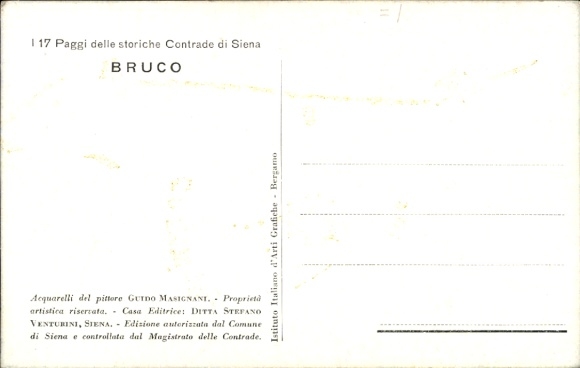 I 17 Paggi delle storiche Contrade di Siena
BRUCO
Acquarelli del pittore GUIDO MASIGNANI. - Proprietà
artistica riservata. - Casa Editrice: DITTA STEFANO
VENTURINI, SIENA. - Edizione autorizzata dal Comune
di Siena e controllata dal Magistrato delle Contrade.
Istituto Italiano d'Arti Grafiche - Bergamo